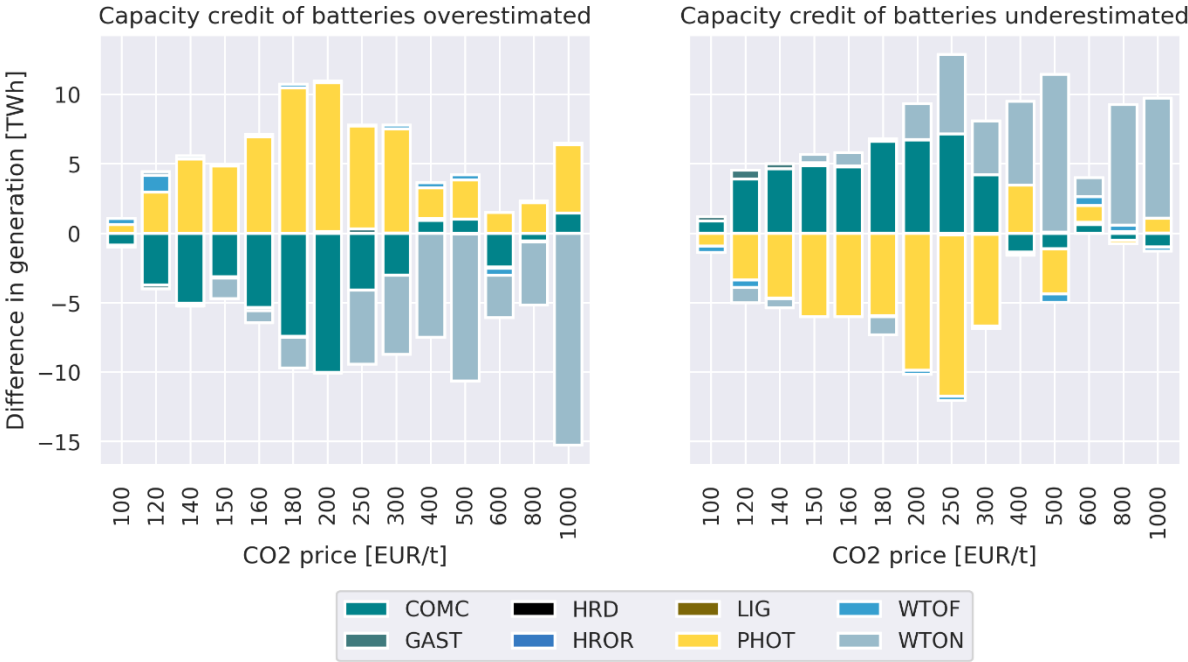 Capacity credit of batteries overestimated
Capacity credit of batteries underestimated
Difference in generation [TWh]
10
5
0
−5
−10
−15
100 120 140 150 160 180 200 250 300 400 500 600 800 1000
100 120 140 150 160 180 200 250 300 400 500 600 800 1000
CO2 price [EUR/t]
CO2 price [EUR/t]
COMC HRD LIG WTOF
GAST HROR PHOT WTON